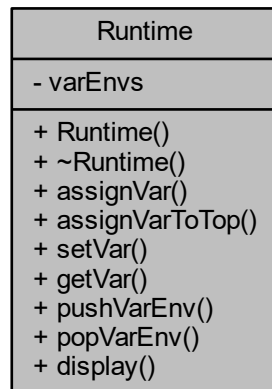 Runtime
- varEnvs
+ Runtime()
+ ~Runtime()
+ assignVar()
+ assignVarToTop()
+ setVar()
+ getVar()
+ pushVarEnv()
+ popVarEnv()
+ display()